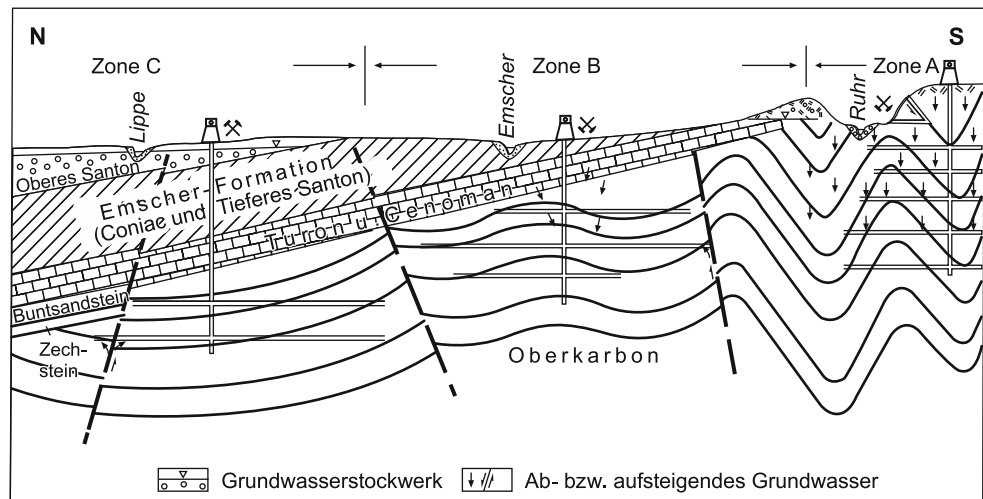 N
S
Zone C
Zone B
Zone A
Lippe
Emscher
Ruhr
Oberes Santon
Emscher-Formation
(Coniac und Tieferes Santon)
Turon u. Cenoman
Buntsandstein
Zech-
stein
Oberkarbon
Grundwasserstockwerk
Ab- bzw. aufsteigendes Grundwasser